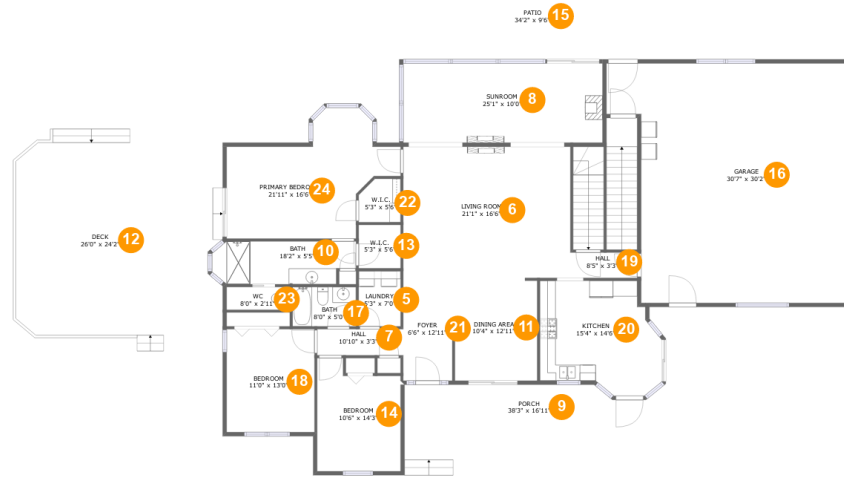 PATIO
34'2" x 9'6"
15
SUNROOM
25'1" x 10'0"
8
GARAGE
30'7" x 30'2"
16
PRIMARY BEDROOM
21'11" x 16'6"
24
W.I.C.
5'3" x 5'6"
22
LIVING ROOM
21'1" x 16'6"
6
DECK
26'0" x 24'2"
12
BATH
18'2" x 5'5"
10
W.I.C.
5'3" x 5'6"
13
HALL
8'5" x 3'3"
19
WC
8'0" x 2'11"
23
LAUNDRY
5'3" x 7'0"
5
BATH
8'0" x 5'0"
17
FOYER
6'6" x 12'11"
21
DINING AREA
10'4" x 12'11"
11
KITCHEN
15'4" x 14'6"
20
HALL
10'10" x 3'3"
7
BEDROOM
11'0" x 13'0"
18
BEDROOM
10'6" x 14'3"
14
PORCH
38'3" x 16'11"
9